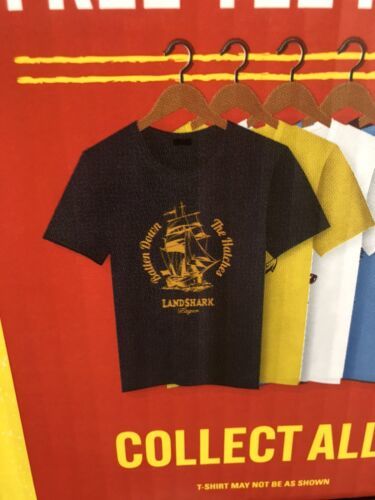 Batten Down The Hatches
LANDSHARK
Lager
COLLECT ALL
T-SHIRT MAY NOT BE AS SHOWN